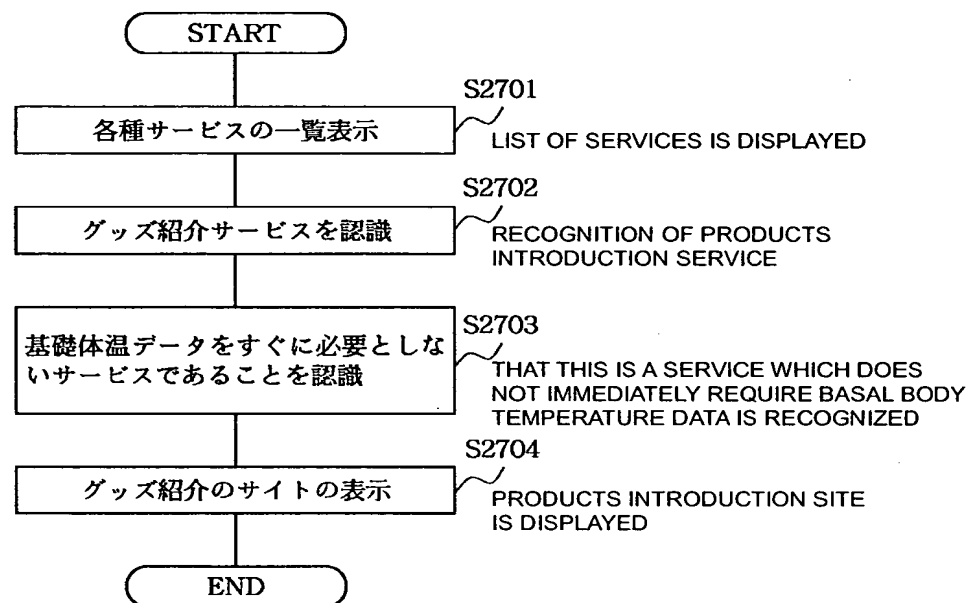 START
S2701
各種サービスの一覧表示
LIST OF SERVICES IS DISPLAYED
S2702
グッズ紹介サービスを認識
RECOGNITION OF PRODUCTS
INTRODUCTION SERVICE
S2703
基礎体温データをすぐに必要としな
いサービスであることを認識
THAT THIS IS A SERVICE WHICH DOES
NOT IMMEDIATELY REQUIRE BASAL BODY
TEMPERATURE DATA IS RECOGNIZED
S2704
グッズ紹介のサイトの表示
PRODUCTS INTRODUCTION SITE
IS DISPLAYED
END